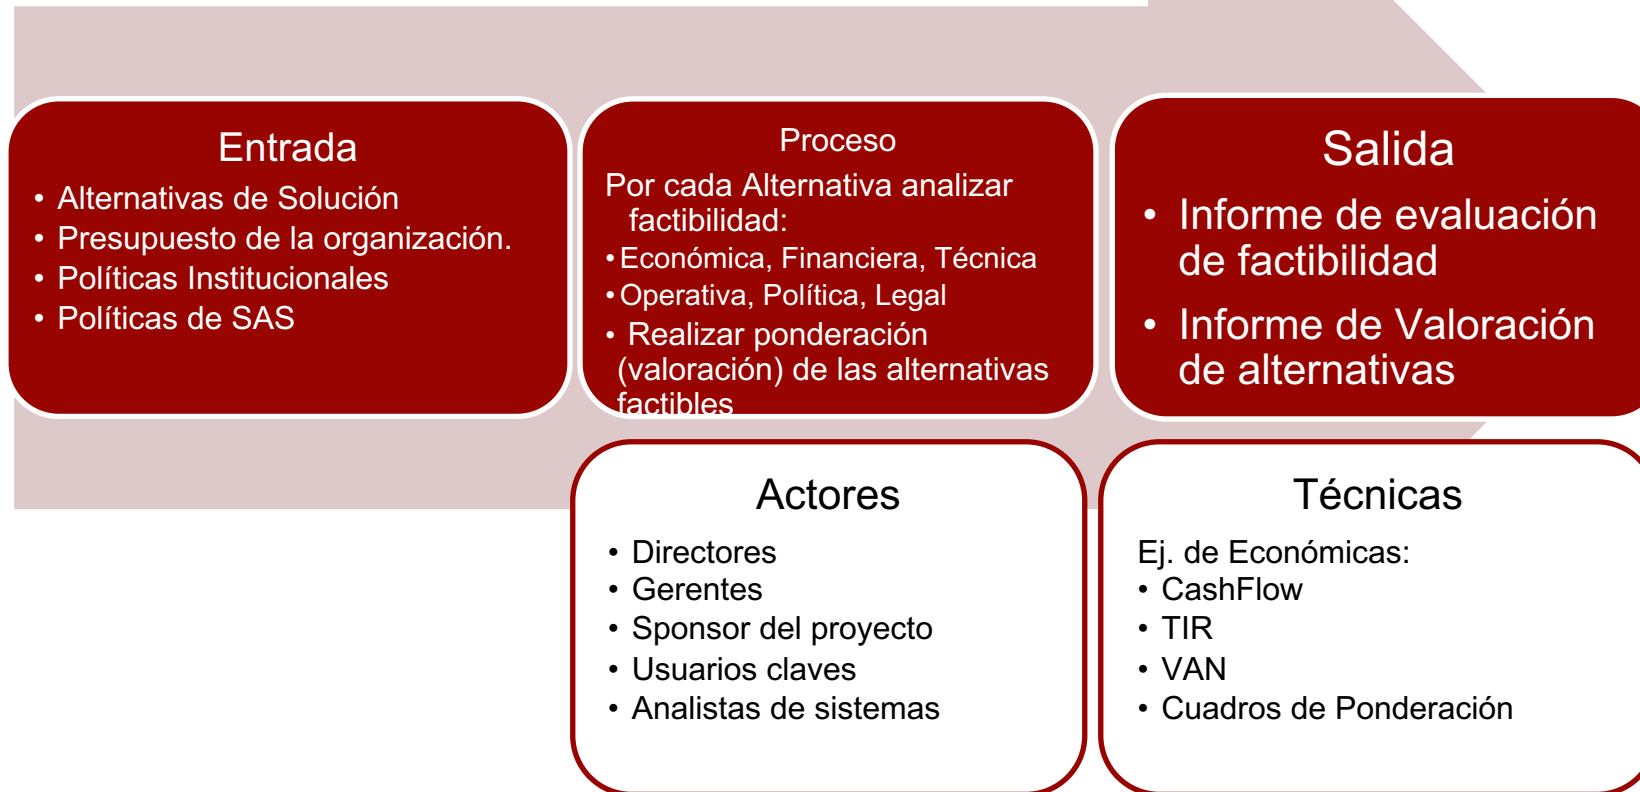 Entrada
• Alternativas de Solución
• Presupuesto de la organización.
• Políticas Institucionales
• Políticas de SAS
Proceso
Por cada Alternativa analizar
factibilidad:
• Económica, Financiera, Técnica
• Operativa, Política, Legal
• Realizar ponderación
(valoración) de las alternativas
factibles
Salida
• Informe de evaluación
de factibilidad
• Informe de Valoración
de alternativas
Actores
• Directores
• Gerentes
• Sponsor del proyecto
• Usuarios claves
• Analistas de sistemas
Técnicas
Ej. de Económicas:
• CashFlow
• TIR
• VAN
• Cuadros de Ponderación